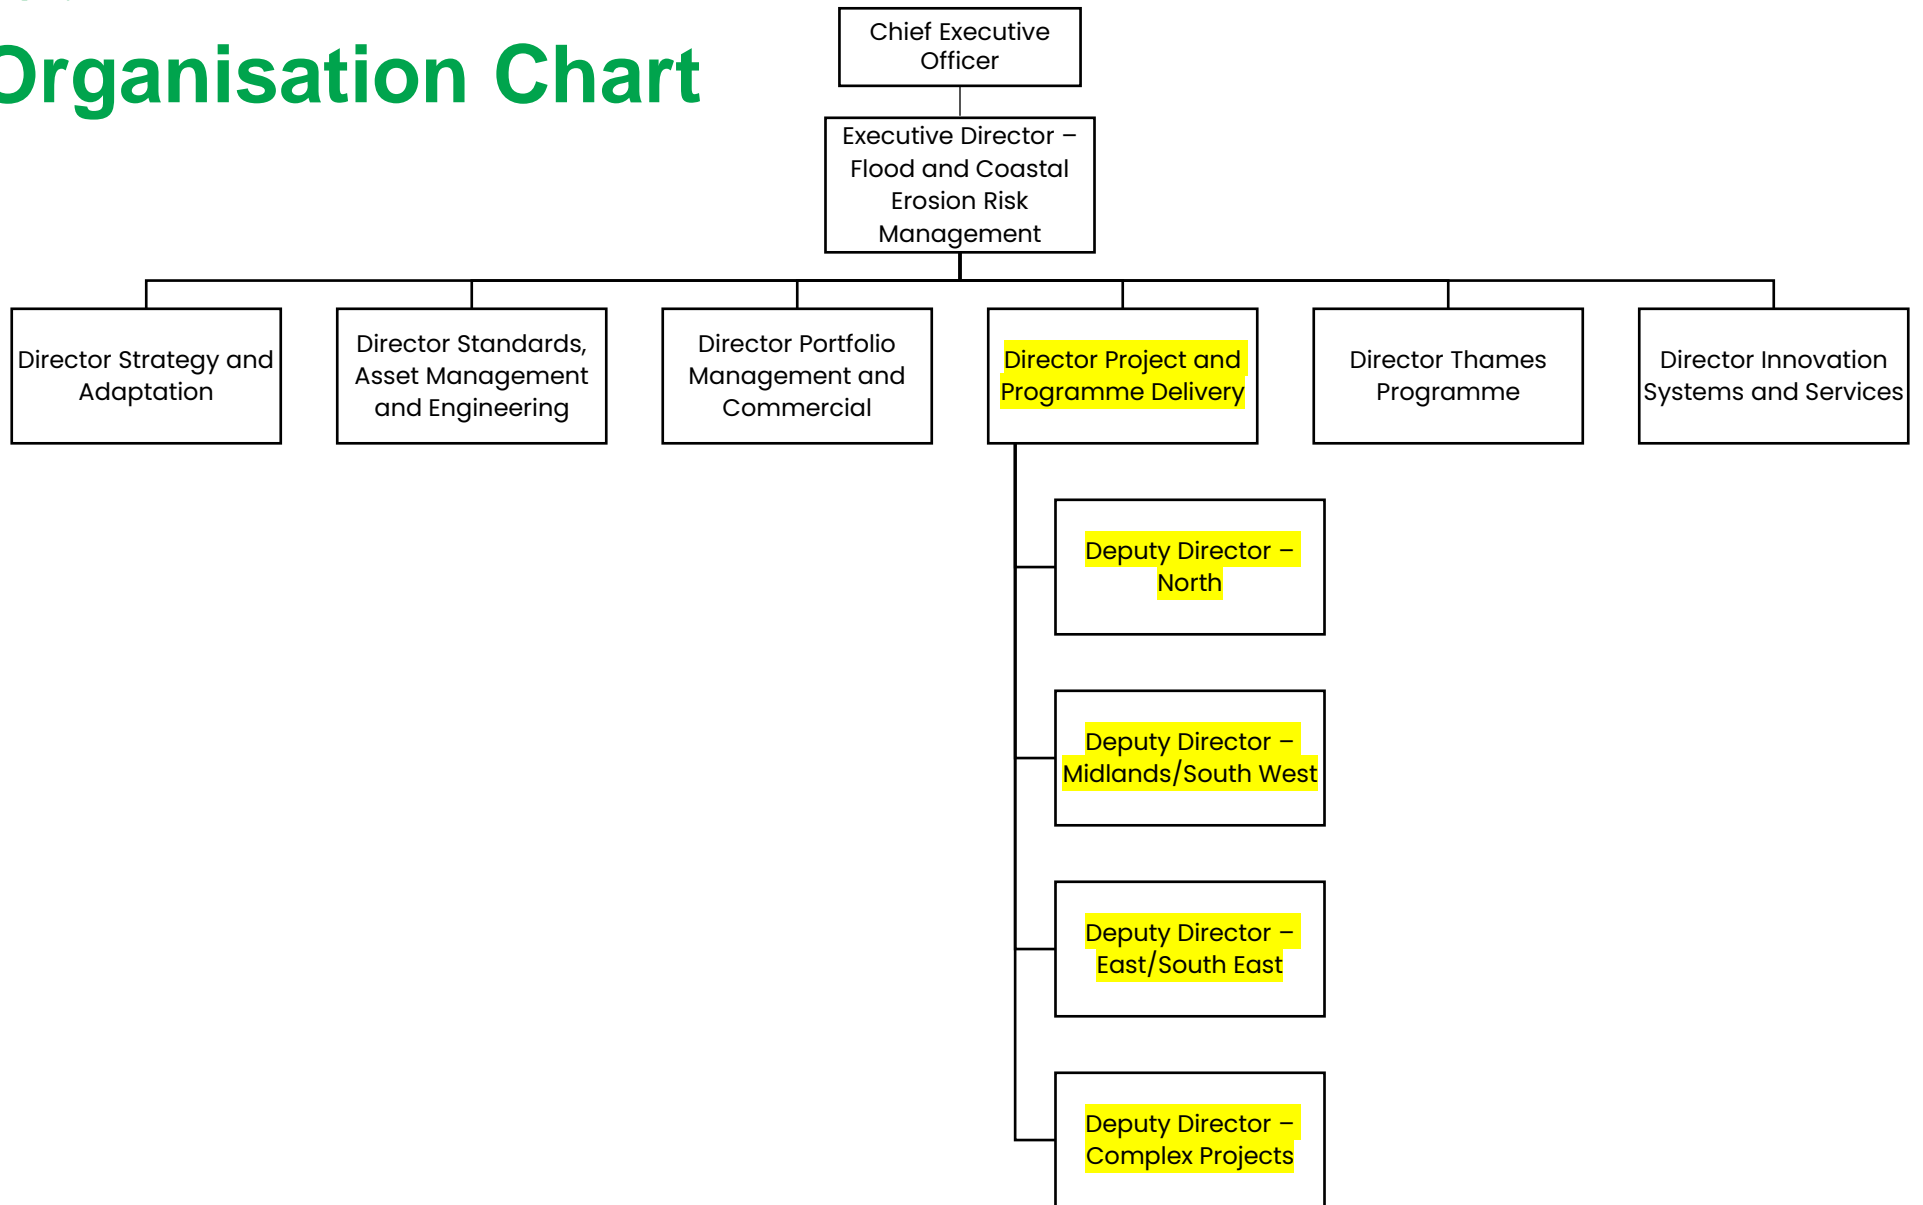 Organisation Chart
Chief Executive
Officer
Executive Director –
Flood and Coastal
Erosion Risk
Management
Director Strategy and
Adaptation
Director Standards,
Asset Management
and Engineering
Director Portfolio
Management and
Commercial
Director Project and
Programme Delivery
Director Thames
Programme
Director Innovation
Systems and Services
Deputy Director –
North
Deputy Director –
Midlands/South West
Deputy Director –
East/South East
Deputy Director –
Complex Projects